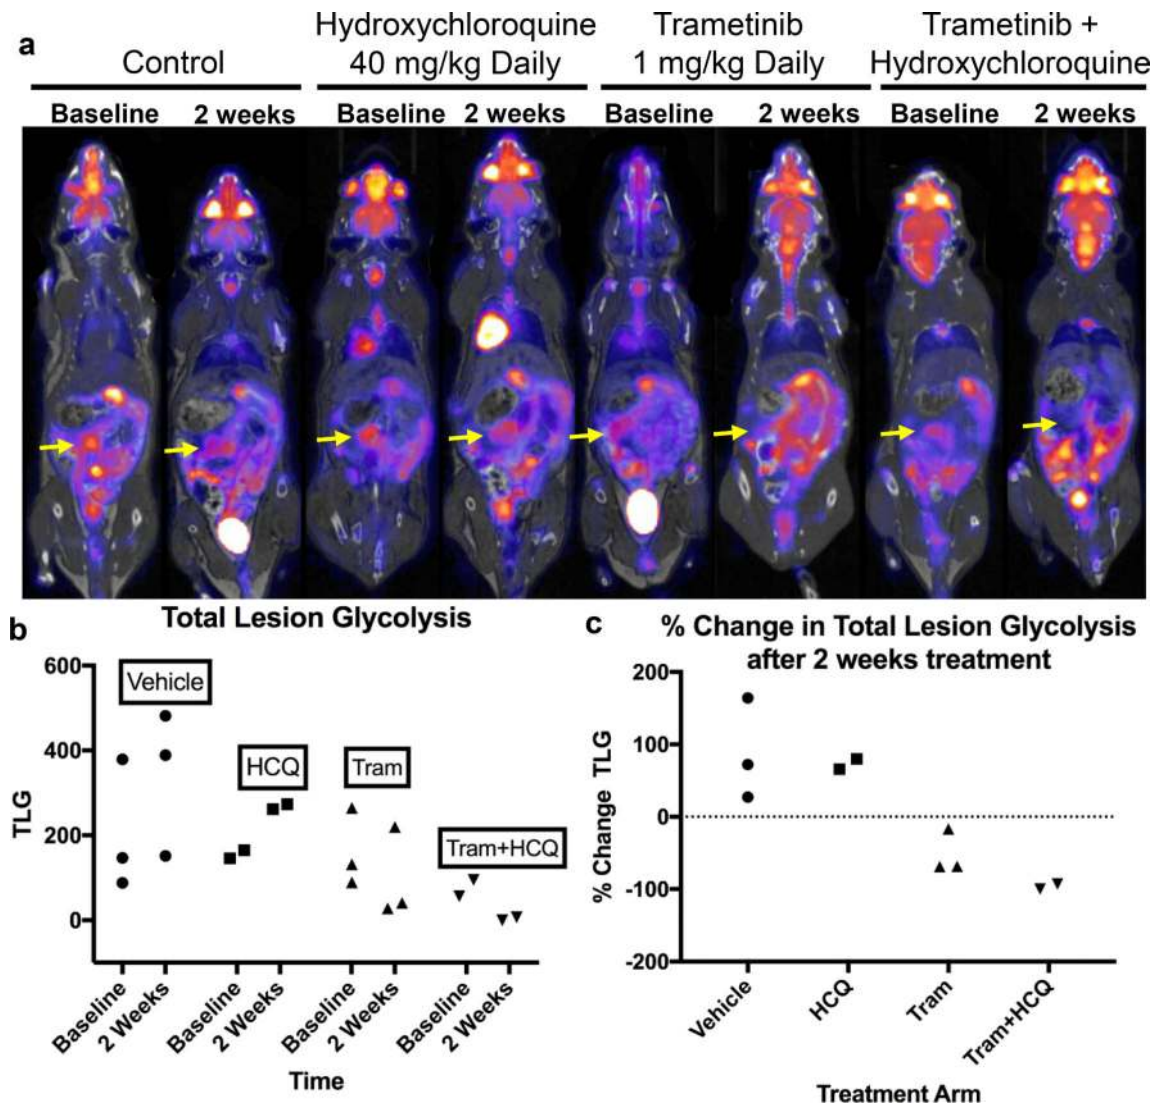 a
Control
Hydroxychloroquine
40 mg/kg Daily
Trametinib
1 mg/kg Daily
Trametinib +
Hydroxychloroquine
Baseline
2 weeks
Baseline
2 weeks
Baseline
2 weeks
Baseline
2 weeks
b
Total Lesion Glycolysis
TLG
600
400
200
0
Vehicle
HCQ
Tram
Tram+HCQ
Baseline
2 Weeks
Baseline
2 Weeks
Baseline
2 Weeks
Baseline
2 Weeks
Time
c
% Change in Total Lesion Glycolysis
after 2 weeks treatment
% Change TLG
200
100
0
-100
-200
Vehicle
HCQ
Tram
Tram+HCQ
Treatment Arm